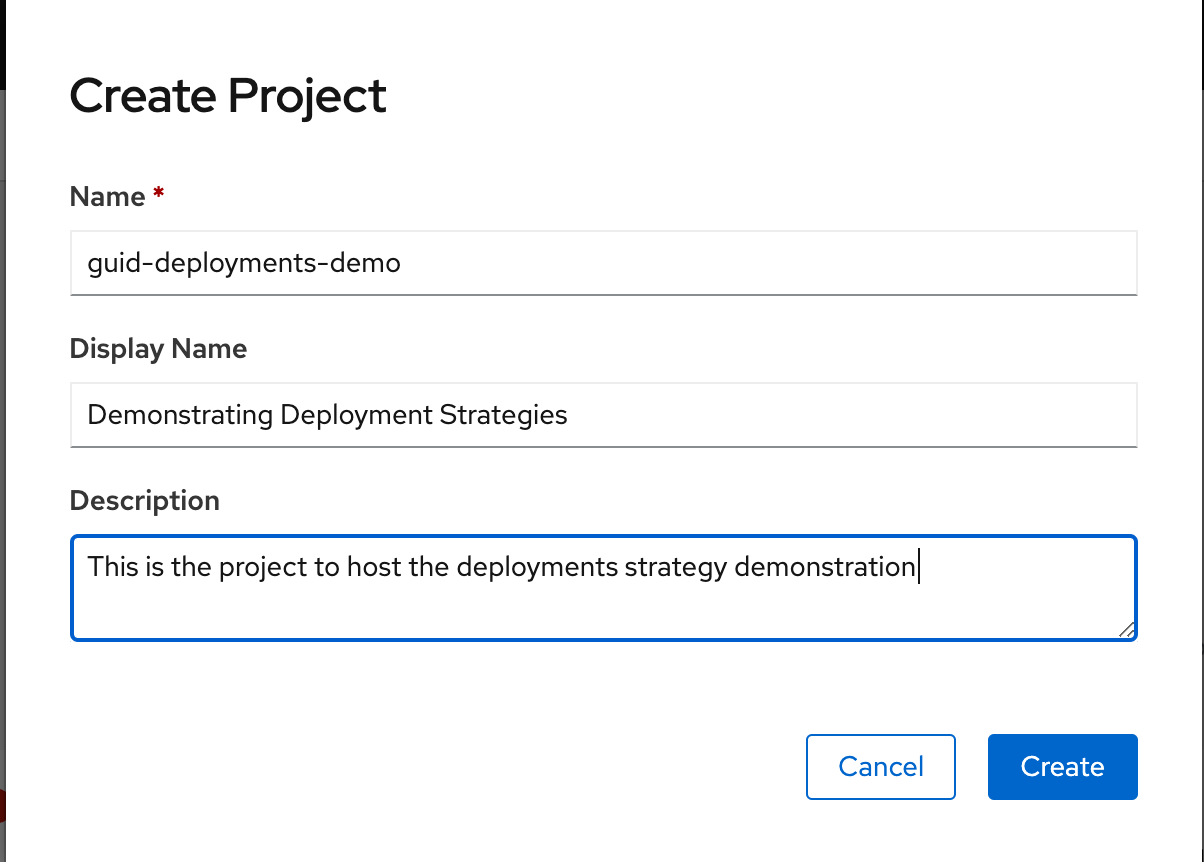 Create Project
Name *
guid-deployments-demo
Display Name
Demonstrating Deployment Strategies
Description
This is the project to host the deployments strategy demonstration
Cancel
Create